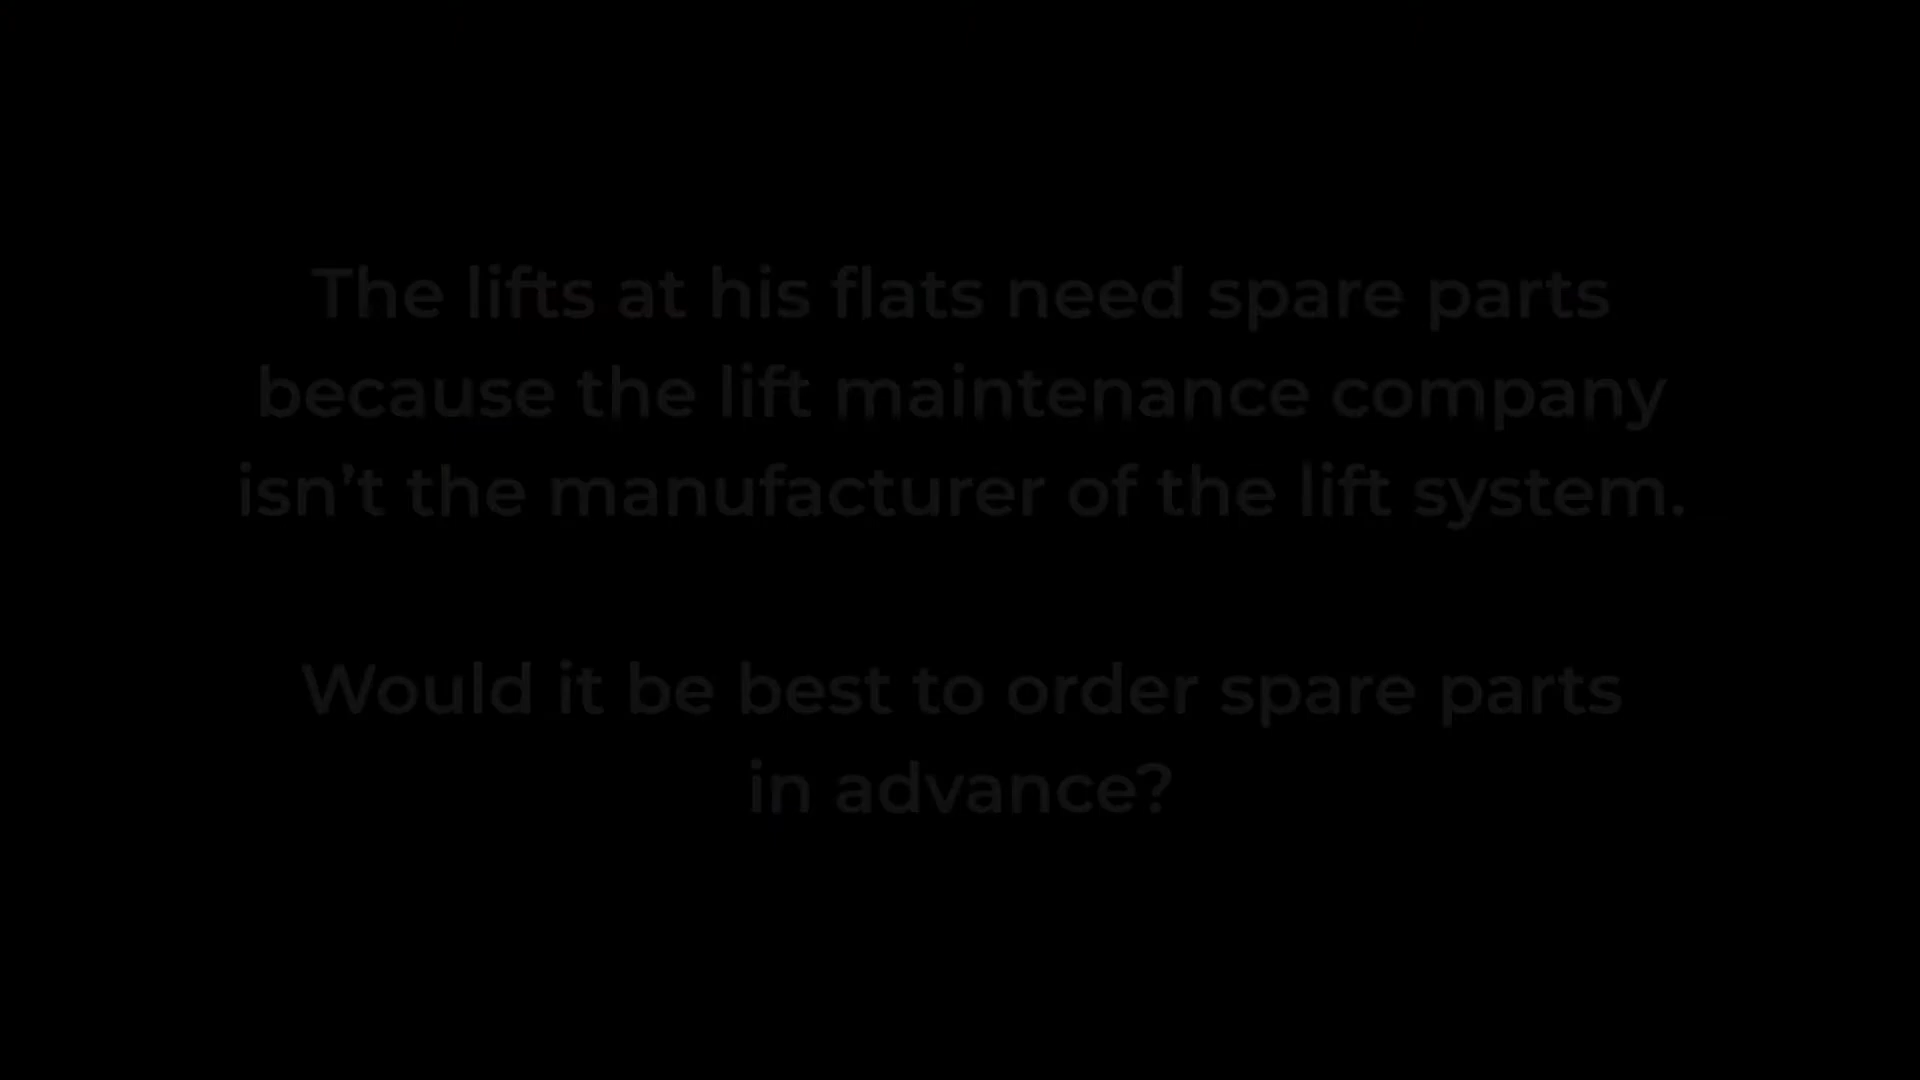 The lifts at his flats need spare parts
because the lift maintenance company
isn’t the manufacturer of the lift system.
Would it be best to order spare parts
in advance?